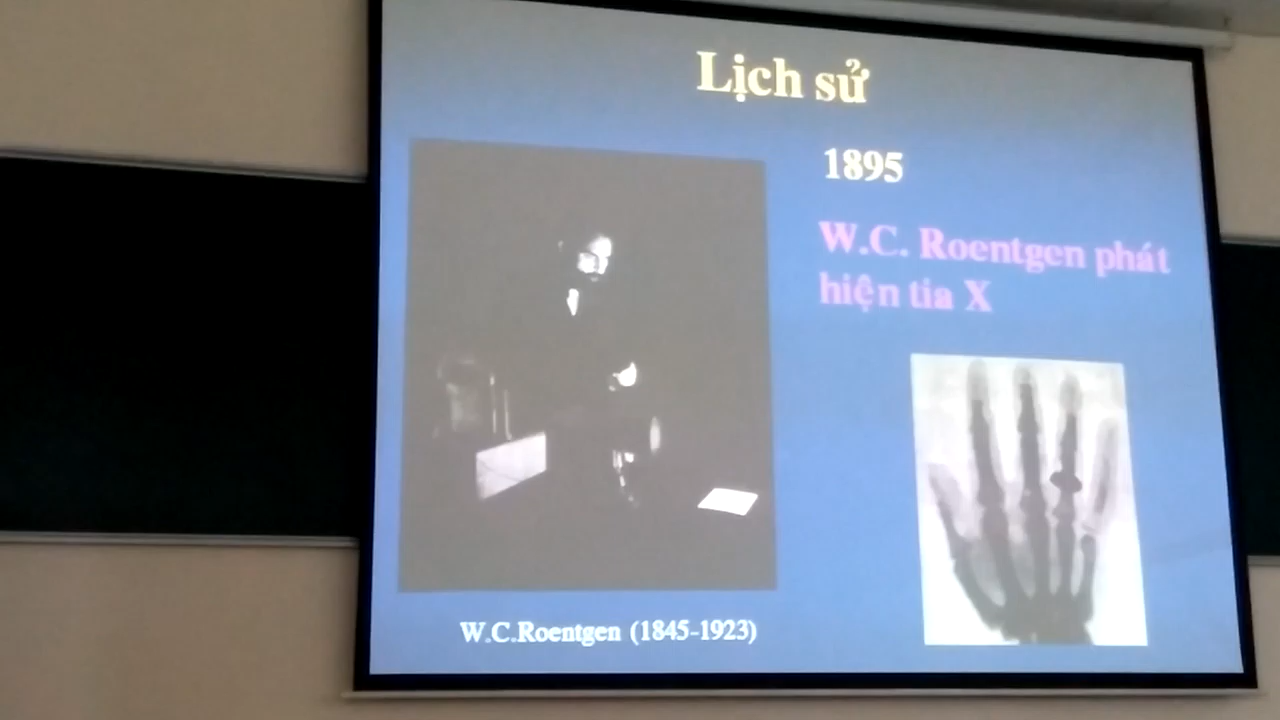 Lịch sử
1895
W.C. Roentgen phát
hiện tia X
W.C.Roentgen (1845-1923)